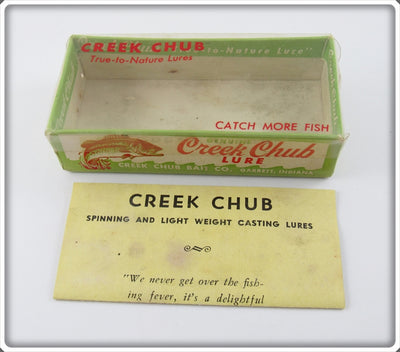 CREEK CHUB
to-Nature Lure"
True-to-Nature Lures
CATCH MORE FISH
GENUINE
Creek Chub
LURE
CREEK CHUB BAIT CO. GARRETT, INDIANA
CREEK CHUB
SPINNING AND LIGHT WEIGHT CASTING LURES
"We never get over the fish-
ing fever, it's a delightful